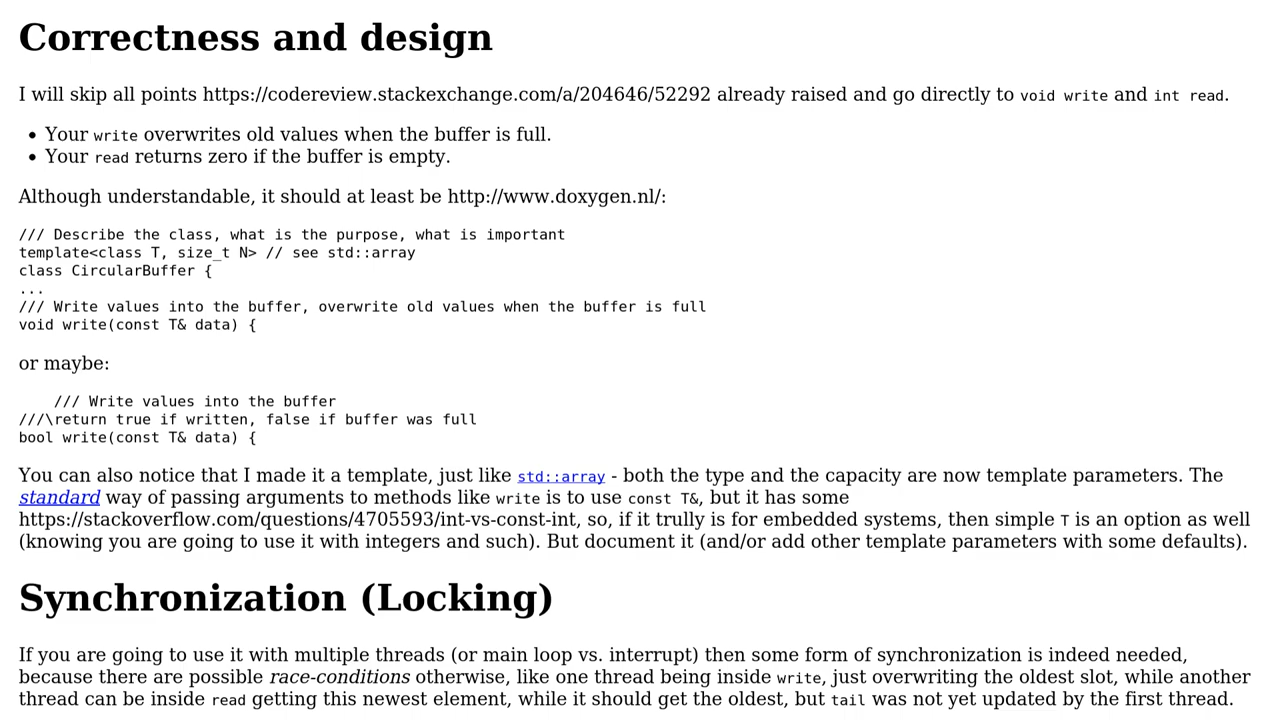 Correctness and design
I will skip all points https://codereview.stackexchange.com/a/204646/52292 already raised and go directly to void write and int read.
• Your write overwrites old values when the buffer is full.
• Your read returns zero if the buffer is empty.
Although understandable, it should at least be http://www.doxygen.nl/:
/// Describe the class, what is the purpose, what is important
template<class T, size_t N> // see std::array
class CircularBuffer {
...
/// Write values into the buffer, overwrite old values when the buffer is full
void write(const T& data) {
or maybe:
    /// Write values into the buffer
///\return true if written, false if buffer was full
bool write(const T& data) {
You can also notice that I made it a template, just like std::array - both the type and the capacity are now template parameters. The
standard way of passing arguments to methods like write is to use const T&, but it has some
https://stackoverflow.com/questions/4705593/int-vs-const-int, so, if it trully is for embedded systems, then simple T is an option as well
(knowing you are going to use it with integers and such). But document it (and/or add other template parameters with some defaults).
Synchronization (Locking)
If you are going to use it with multiple threads (or main loop vs. interrupt) then some form of synchronization is indeed needed,
because there are possible race-conditions otherwise, like one thread being inside write, just overwriting the oldest slot, while another
thread can be inside read getting this newest element, while it should get the oldest, but tail was not yet updated by the first thread.